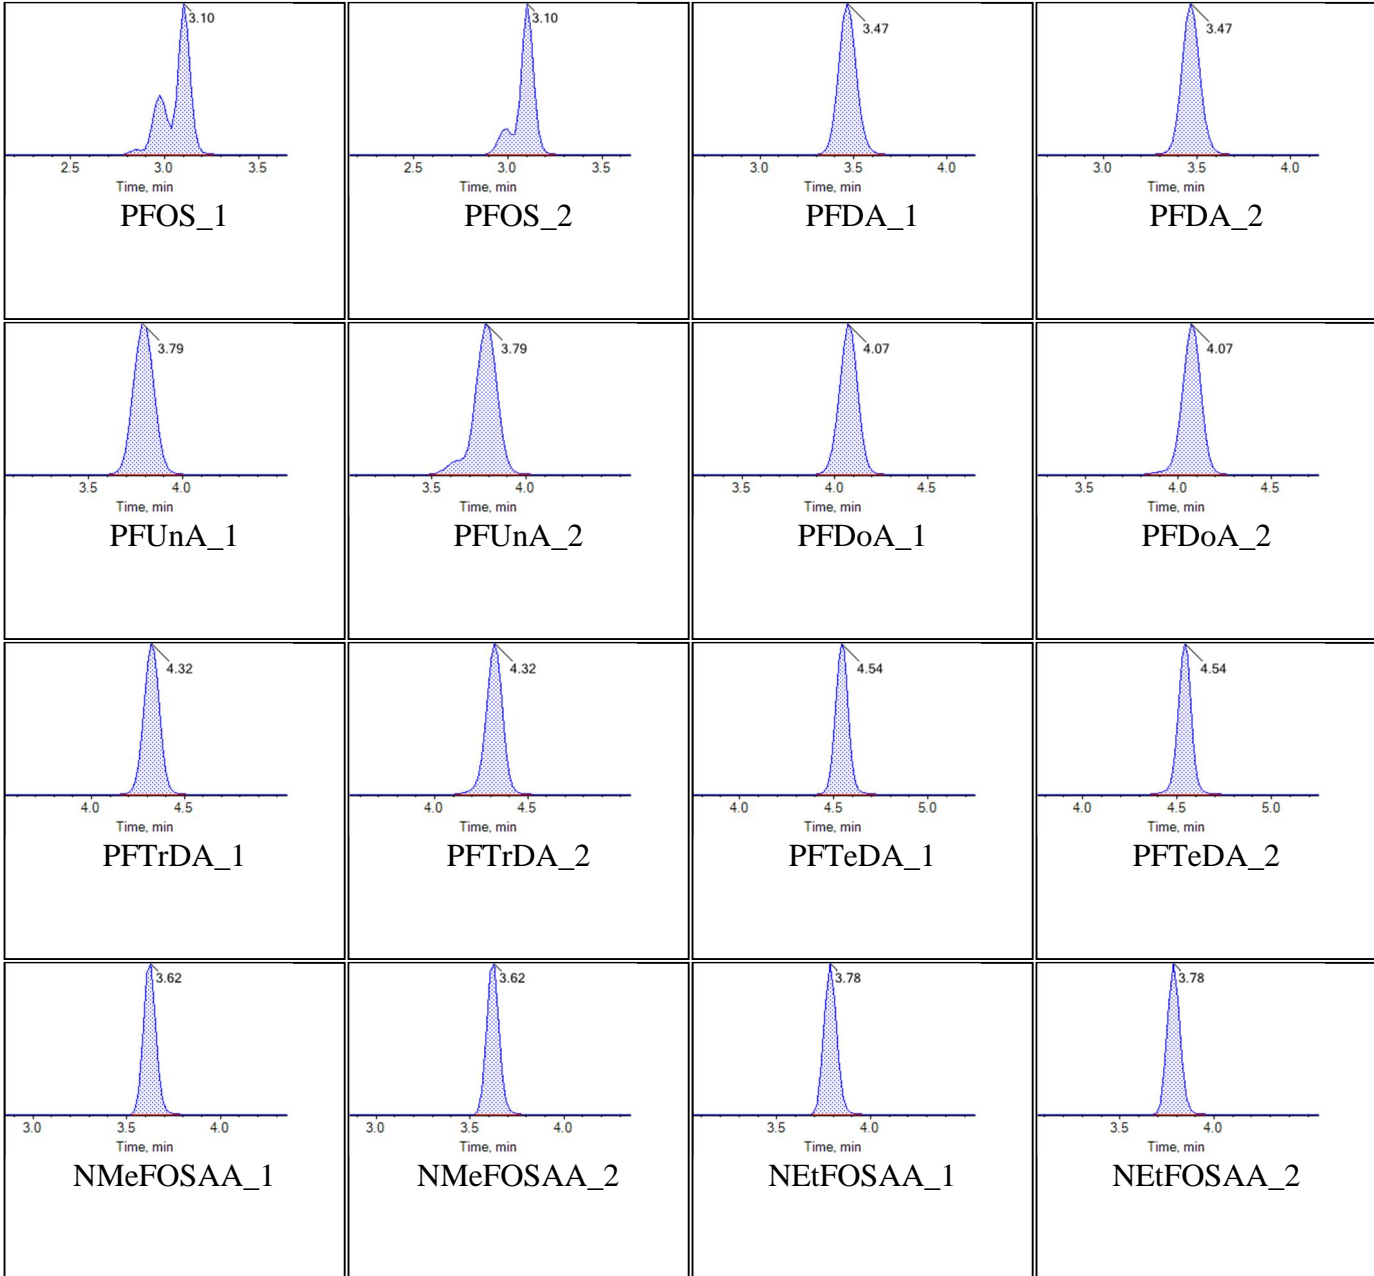 3.10
2.5 3.0 3.5
Time, min
PFOS_1
3.10
2.5 3.0 3.5
Time, min
PFOS_2
3.47
3.0 3.5 4.0
Time, min
PFDA_1
3.47
3.0 3.5 4.0
Time, min
PFDA_2
3.79
3.5 4.0
Time, min
PFUnA_1
3.79
3.5 4.0
Time, min
PFUnA_2
4.07
3.5 4.0 4.5
Time, min
PFDoA_1
4.07
3.5 4.0 4.5
Time, min
PFDoA_2
4.32
4.0 4.5
Time, min
PFTrDA_1
4.32
4.0 4.5
Time, min
PFTrDA_2
4.54
4.0 4.5 5.0
Time, min
PFTeDA_1
4.54
4.0 4.5 5.0
Time, min
PFTeDA_2
3.62
3.0 3.5 4.0
Time, min
NMeFOSAA_1
3.62
3.0 3.5 4.0
Time, min
NMeFOSAA_2
3.78
3.5 4.0
Time, min
NEtFOSAA_1
3.78
3.5 4.0
Time, min
NEtFOSAA_2